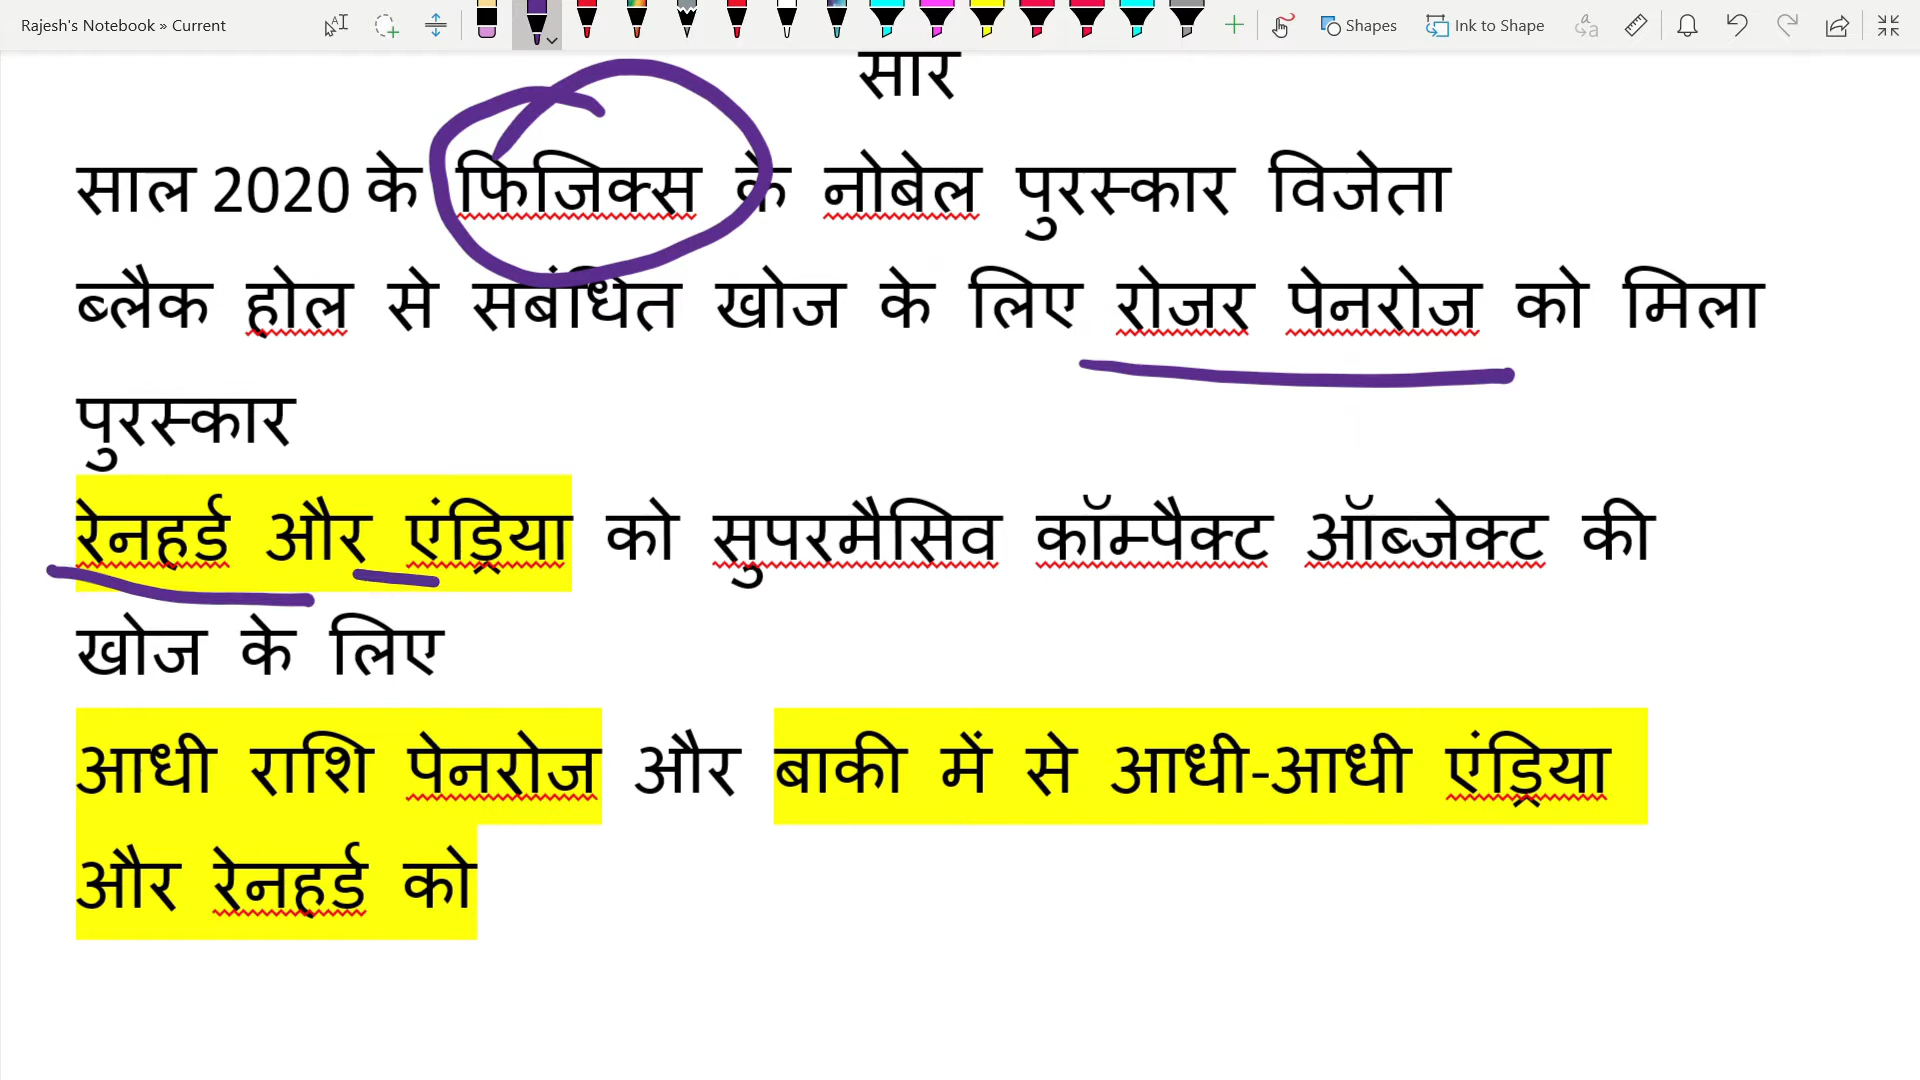 Rajesh's Notebook » Current
Shapes
Ink to Shape
सार
साल 2020 के फिजिक्स के नोबेल पुरस्कार विजेता
ब्लैक होल से सबंधित खोज के लिए रोजर पेनरोज को मिला
पुरस्कार
रेनहर्ड और एंड्रिया को सुपरमैसिव कॉम्पैक्ट ऑब्जेक्ट की
खोज के लिए
आधी राशि पेनरोज और बाकी में से आधी-आधी एंड्रिया
और रेनहर्ड को